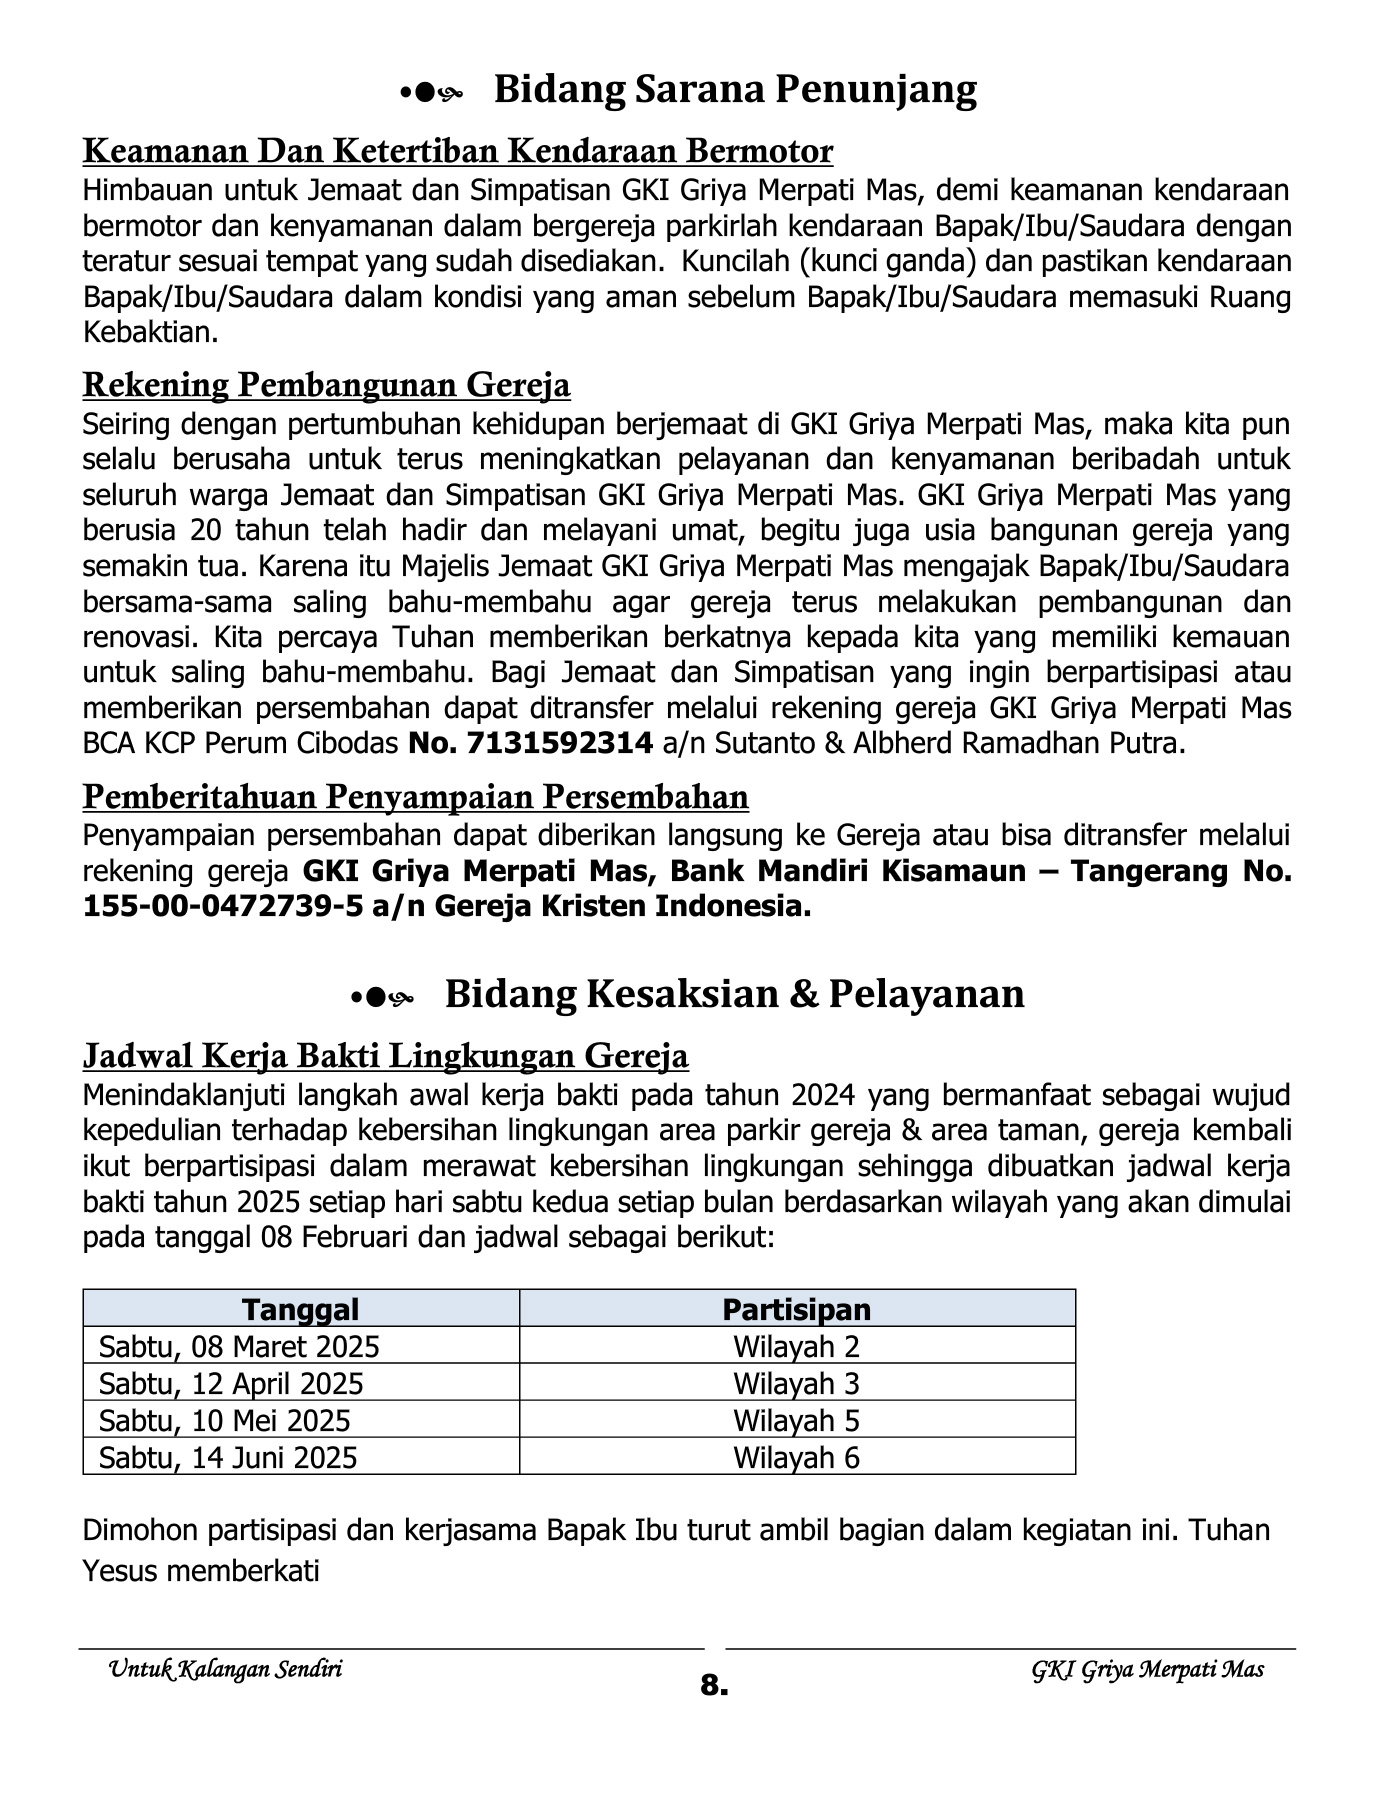 Bidang Sarana Penunjang
Keamanan Dan Ketertiban Kendaraan Bermotor
Himbauan untuk Jemaat dan Simpatisan GKI Griya Merpati Mas, demi keamanan kendaraan
bermotor dan kenyamanan dalam bergereja parkirlah kendaraan Bapak/Ibu/Saudara dengan
teratur sesuai tempat yang sudah disediakan. Kuncilah (kunci ganda) dan pastikan kendaraan
Bapak/Ibu/Saudara dalam kondisi yang aman sebelum Bapak/Ibu/Saudara memasuki Ruang
Kebaktian.
Rekening Pembangunan Gereja
Seiring dengan pertumbuhan kehidupan berjemaat di GKI Griya Merpati Mas, maka kita pun
selalu berusaha untuk terus meningkatkan pelayanan dan kenyamanan beribadah untuk
seluruh warga Jemaat dan Simpatisan GKI Griya Merpati Mas. GKI Griya Merpati Mas yang
berusia 20 tahun telah hadir dan melayani umat, begitu juga usia bangunan gereja yang
semakin tua. Karena itu Majelis Jemaat GKI Griya Merpati Mas mengajak Bapak/Ibu/Saudara
bersama-sama saling bahu-membahu agar gereja terus melakukan pembangunan dan
renovasi. Kita percaya Tuhan memberikan berkatnya kepada kita yang memiliki kemauan
untuk saling bahu-membahu. Bagi Jemaat dan Simpatisan yang ingin berpartisipasi atau
memberikan persembahan dapat ditransfer melalui rekening gereja GKI Griya Merpati Mas
BCA KCP Perum Cibodas No. 7131592314 a/n Sutanto & Albherd Ramadhan Putra.
Pemberitahuan Penyampaian Persembahan
Penyampaian persembahan dapat diberikan langsung ke Gereja atau bisa ditransfer melalui
rekening gereja GKI Griya Merpati Mas, Bank Mandiri Kisamaun – Tangerang No.
155-00-0472739-5 a/n Gereja Kristen Indonesia.
Bidang Kesaksian & Pelayanan
Jadwal Kerja Bakti Lingkungan Gereja
Menindaklanjuti langkah awal kerja bakti pada tahun 2024 yang bermanfaat sebagai wujud
kepedulian terhadap kebersihan lingkungan area parkir gereja & area taman, gereja kembali
ikut berpartisipasi dalam merawat kebersihan lingkungan sehingga dibuatkan jadwal kerja
bakti tahun 2025 setiap hari sabtu kedua setiap bulan berdasarkan wilayah yang akan dimulai
pada tanggal 08 Februari dan jadwal sebagai berikut:
Tanggal Partisipan
Sabtu, 08 Maret 2025 Wilayah 2
Sabtu, 12 April 2025 Wilayah 3
Sabtu, 10 Mei 2025 Wilayah 5
Sabtu, 14 Juni 2025 Wilayah 6
Dimohon partisipasi dan kerjasama Bapak Ibu turut ambil bagian dalam kegiatan ini. Tuhan
Yesus memberkati
Untuk Kalangan Sendiri
8.
GKI Griya Merpati Mas